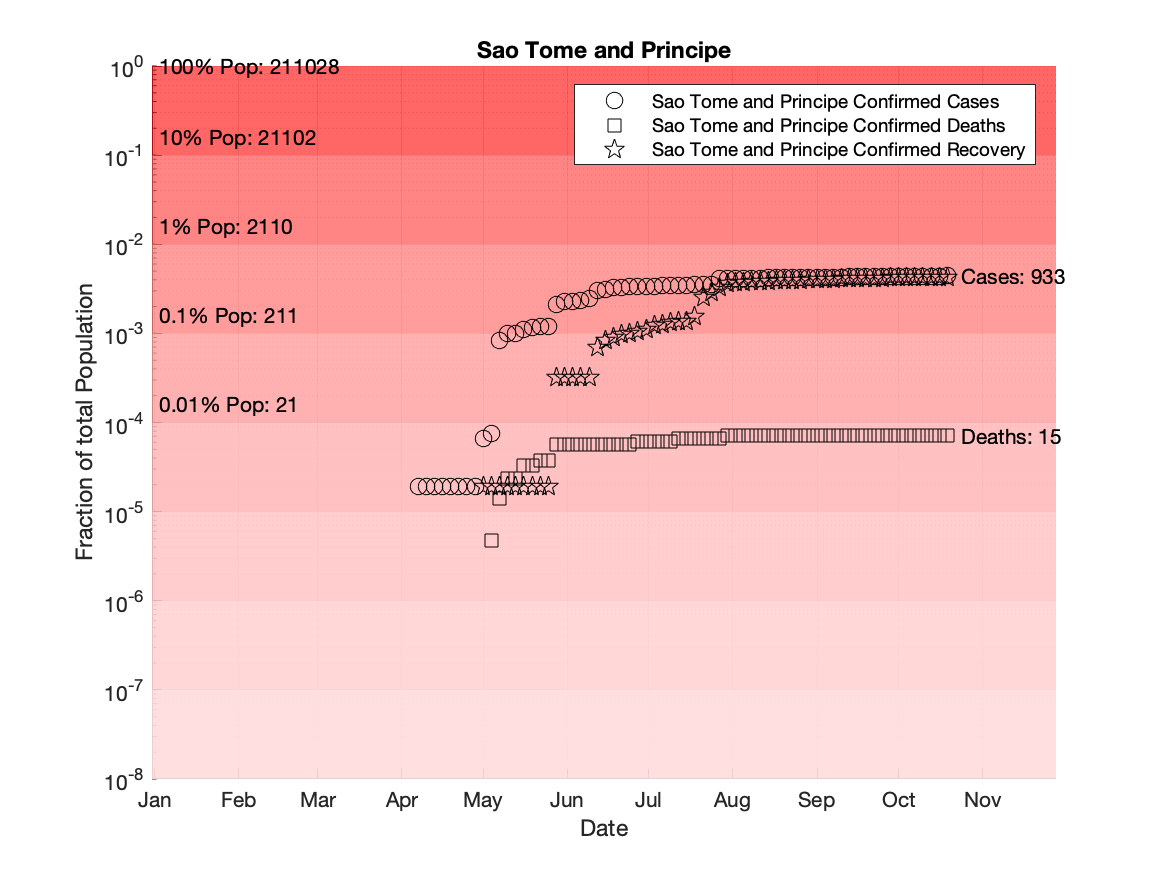 Sao Tome and Principe
10^0
100% Pop: 211028
Sao Tome and Principe Confirmed Cases
Sao Tome and Principe Confirmed Deaths
Sao Tome and Principe Confirmed Recovery
10% Pop: 21102
10^-1
1% Pop: 2110
10^-2
Cases: 933
0.1% Pop: 211
10^-3
0.01% Pop: 21
10^-4
Deaths: 15
10^-5
10^-6
10^-7
10^-8
Fraction of total Population
Jan Feb Mar Apr May Jun Jul Aug Sep Oct Nov
Date